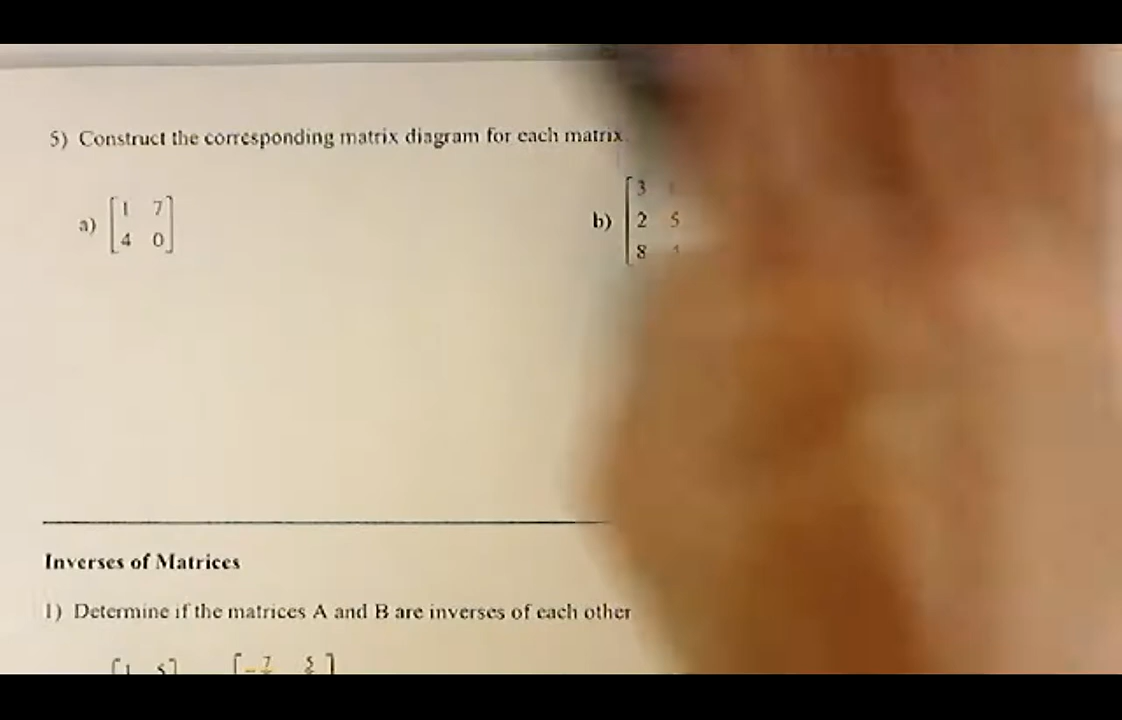 5) Construct the corresponding matrix diagram for each matrix.
a) [1 7
4 0]
b) [3
2 5
8
Inverses of Matrices
1) Determine if the matrices A and B are inverses of each other